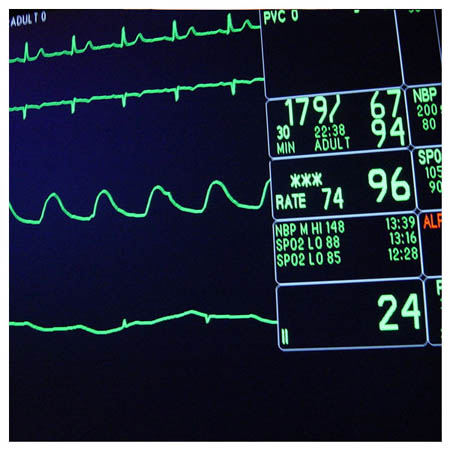 ADULT 0
PVC 0
179/ 67
30 22:38 94
MIN ADULT
NBP
200
80
*** 96
RATE 74
SPO
105
90
NBP M HI 148 13:39
SPO2 LO 88 13:16
SPO2 LO 85 12:28
24
II